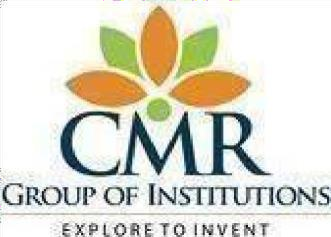 CMR
GROUP OF INSTITUTIONS
EXPLORE TO INVENT